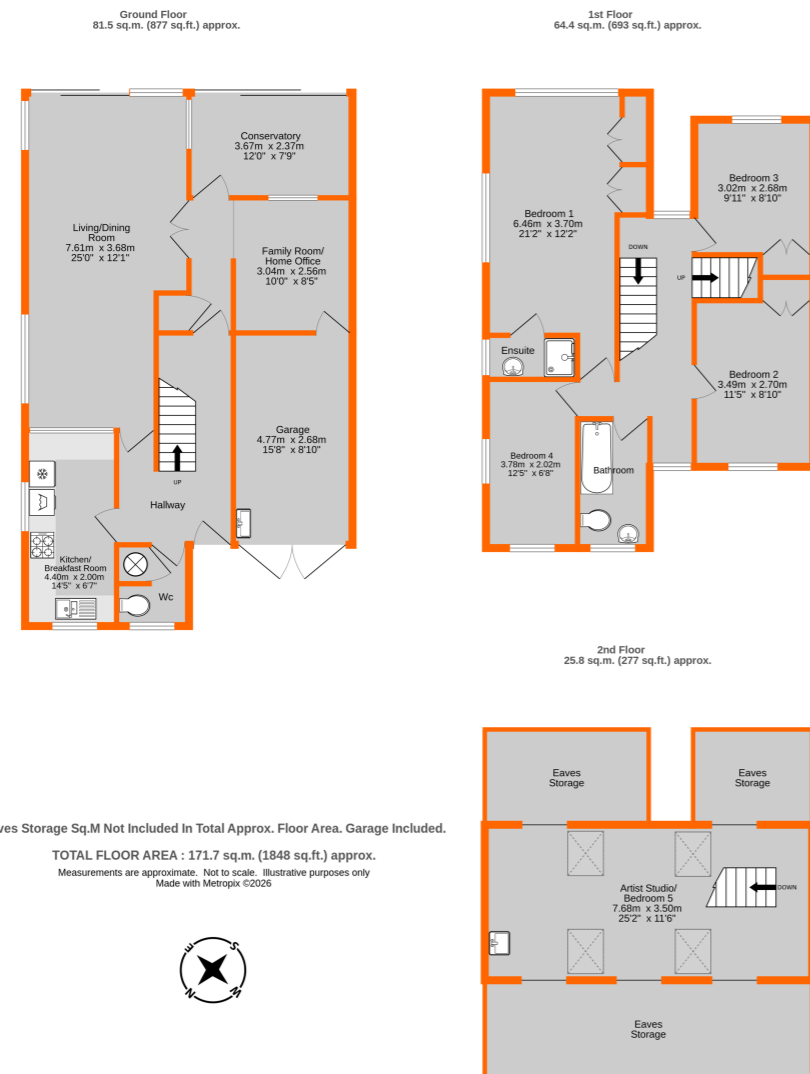 Ground Floor
81.5 sq.m. (877 sq.ft.) approx.
1st Floor
64.4 sq.m. (693 sq.ft.) approx.
Conservatory
3.67m x 2.37m
12'0" x 7'9"
Living/Dining
Room
7.61m x 3.68m
25'0" x 12'1"
Family Room/
Home Office
3.04m x 2.56m
10'0" x 8'5"
Garage
4.77m x 2.68m
15'8" x 8'10"
UP
Hallway
Kitchen/
Breakfast Room
4.40m x 2.00m
14'5" x 6'7"
Wc
Bedroom 1
6.46m x 3.70m
21'2" x 12'2"
Bedroom 3
3.02m x 2.68m
9'11" x 8'10"
DOWN
UP
Ensuite
Bedroom 2
3.49m x 2.70m
11'5" x 8'10"
Bedroom 4
3.78m x 2.02m
12'5" x 6'8"
Bathroom
2nd Floor
25.8 sq.m. (277 sq.ft.) approx.
Eaves
Storage
Eaves
Storage
Artist Studio/
Bedroom 5
7.68m x 3.50m
25'2" x 11'6"
DOWN
Eaves
Storage
ves Storage Sq.M Not Included In Total Approx. Floor Area. Garage Included.
TOTAL FLOOR AREA : 171.7 sq.m. (1848 sq.ft.) approx.
Measurements are approximate. Not to scale. Illustrative purposes only
Made with Metropix ©2026
E
S
N
W